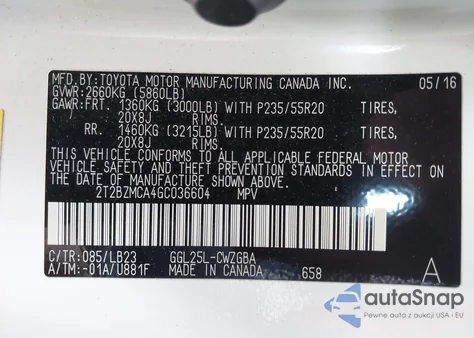 MFD.BY: TOYOTA MOTOR MANUFACTURING CANADA INC. 05/16
GVWR: 2660KG (5860LB)
GAWR: FRT. 1360KG (3000LB) WITH P235/55R20 TIRES,
20X8J RIMS.
RR. 1460KG (3215LB) WITH P235/55R20 TIRES,
20X8J RIMS.
THIS VEHICLE CONFORMS TO ALL APPLICABLE FEDERAL MOTOR
VEHICLE SAFETY AND THEFT PREVENTION STANDARDS IN EFFECT ON
THE DATE OF MANUFACTURE SHOWN ABOVE.
2T2BZMCA4GC036604 MPV
C/TR: 085/LB23 GGL25L-CWZGBA
A/TM: -01A/U881F MADE IN CANADA 658 A
autoSnap
Pewne auta z aukcji USA i EU